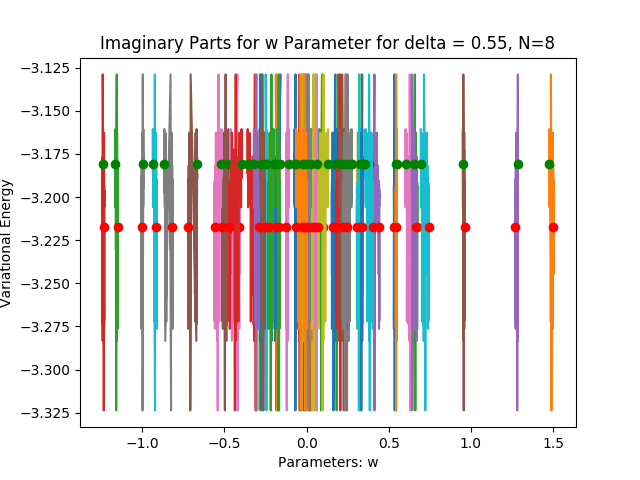 Imaginary Parts for w Parameter for delta = 0.55, N=8
−3.125
−3.150
−3.175
−3.200
−3.225
−3.250
−3.275
−3.300
−3.325
Variational Energy
−1.0 −0.5 0.0 0.5 1.0 1.5
Parameters: w